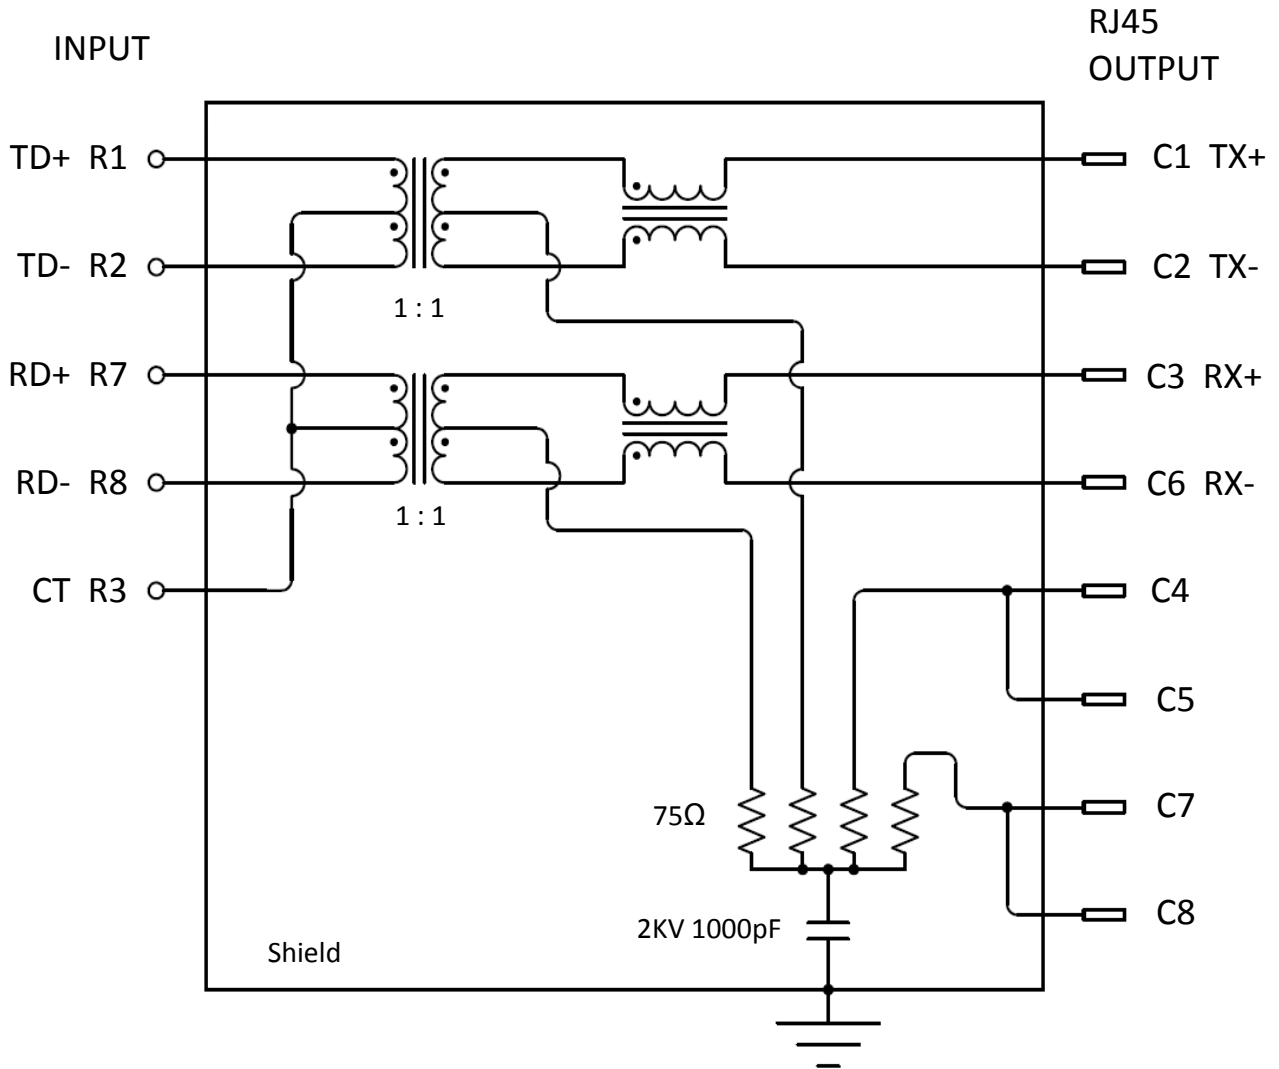 INPUT
RJ45
OUTPUT
TD+ R1
C1 TX+
TD- R2
C2 TX-
1 : 1
RD+ R7
C3 RX+
RD- R8
C6 RX-
1 : 1
CT R3
C4
C5
75Ω
C7
2KV 1000pF
C8
Shield